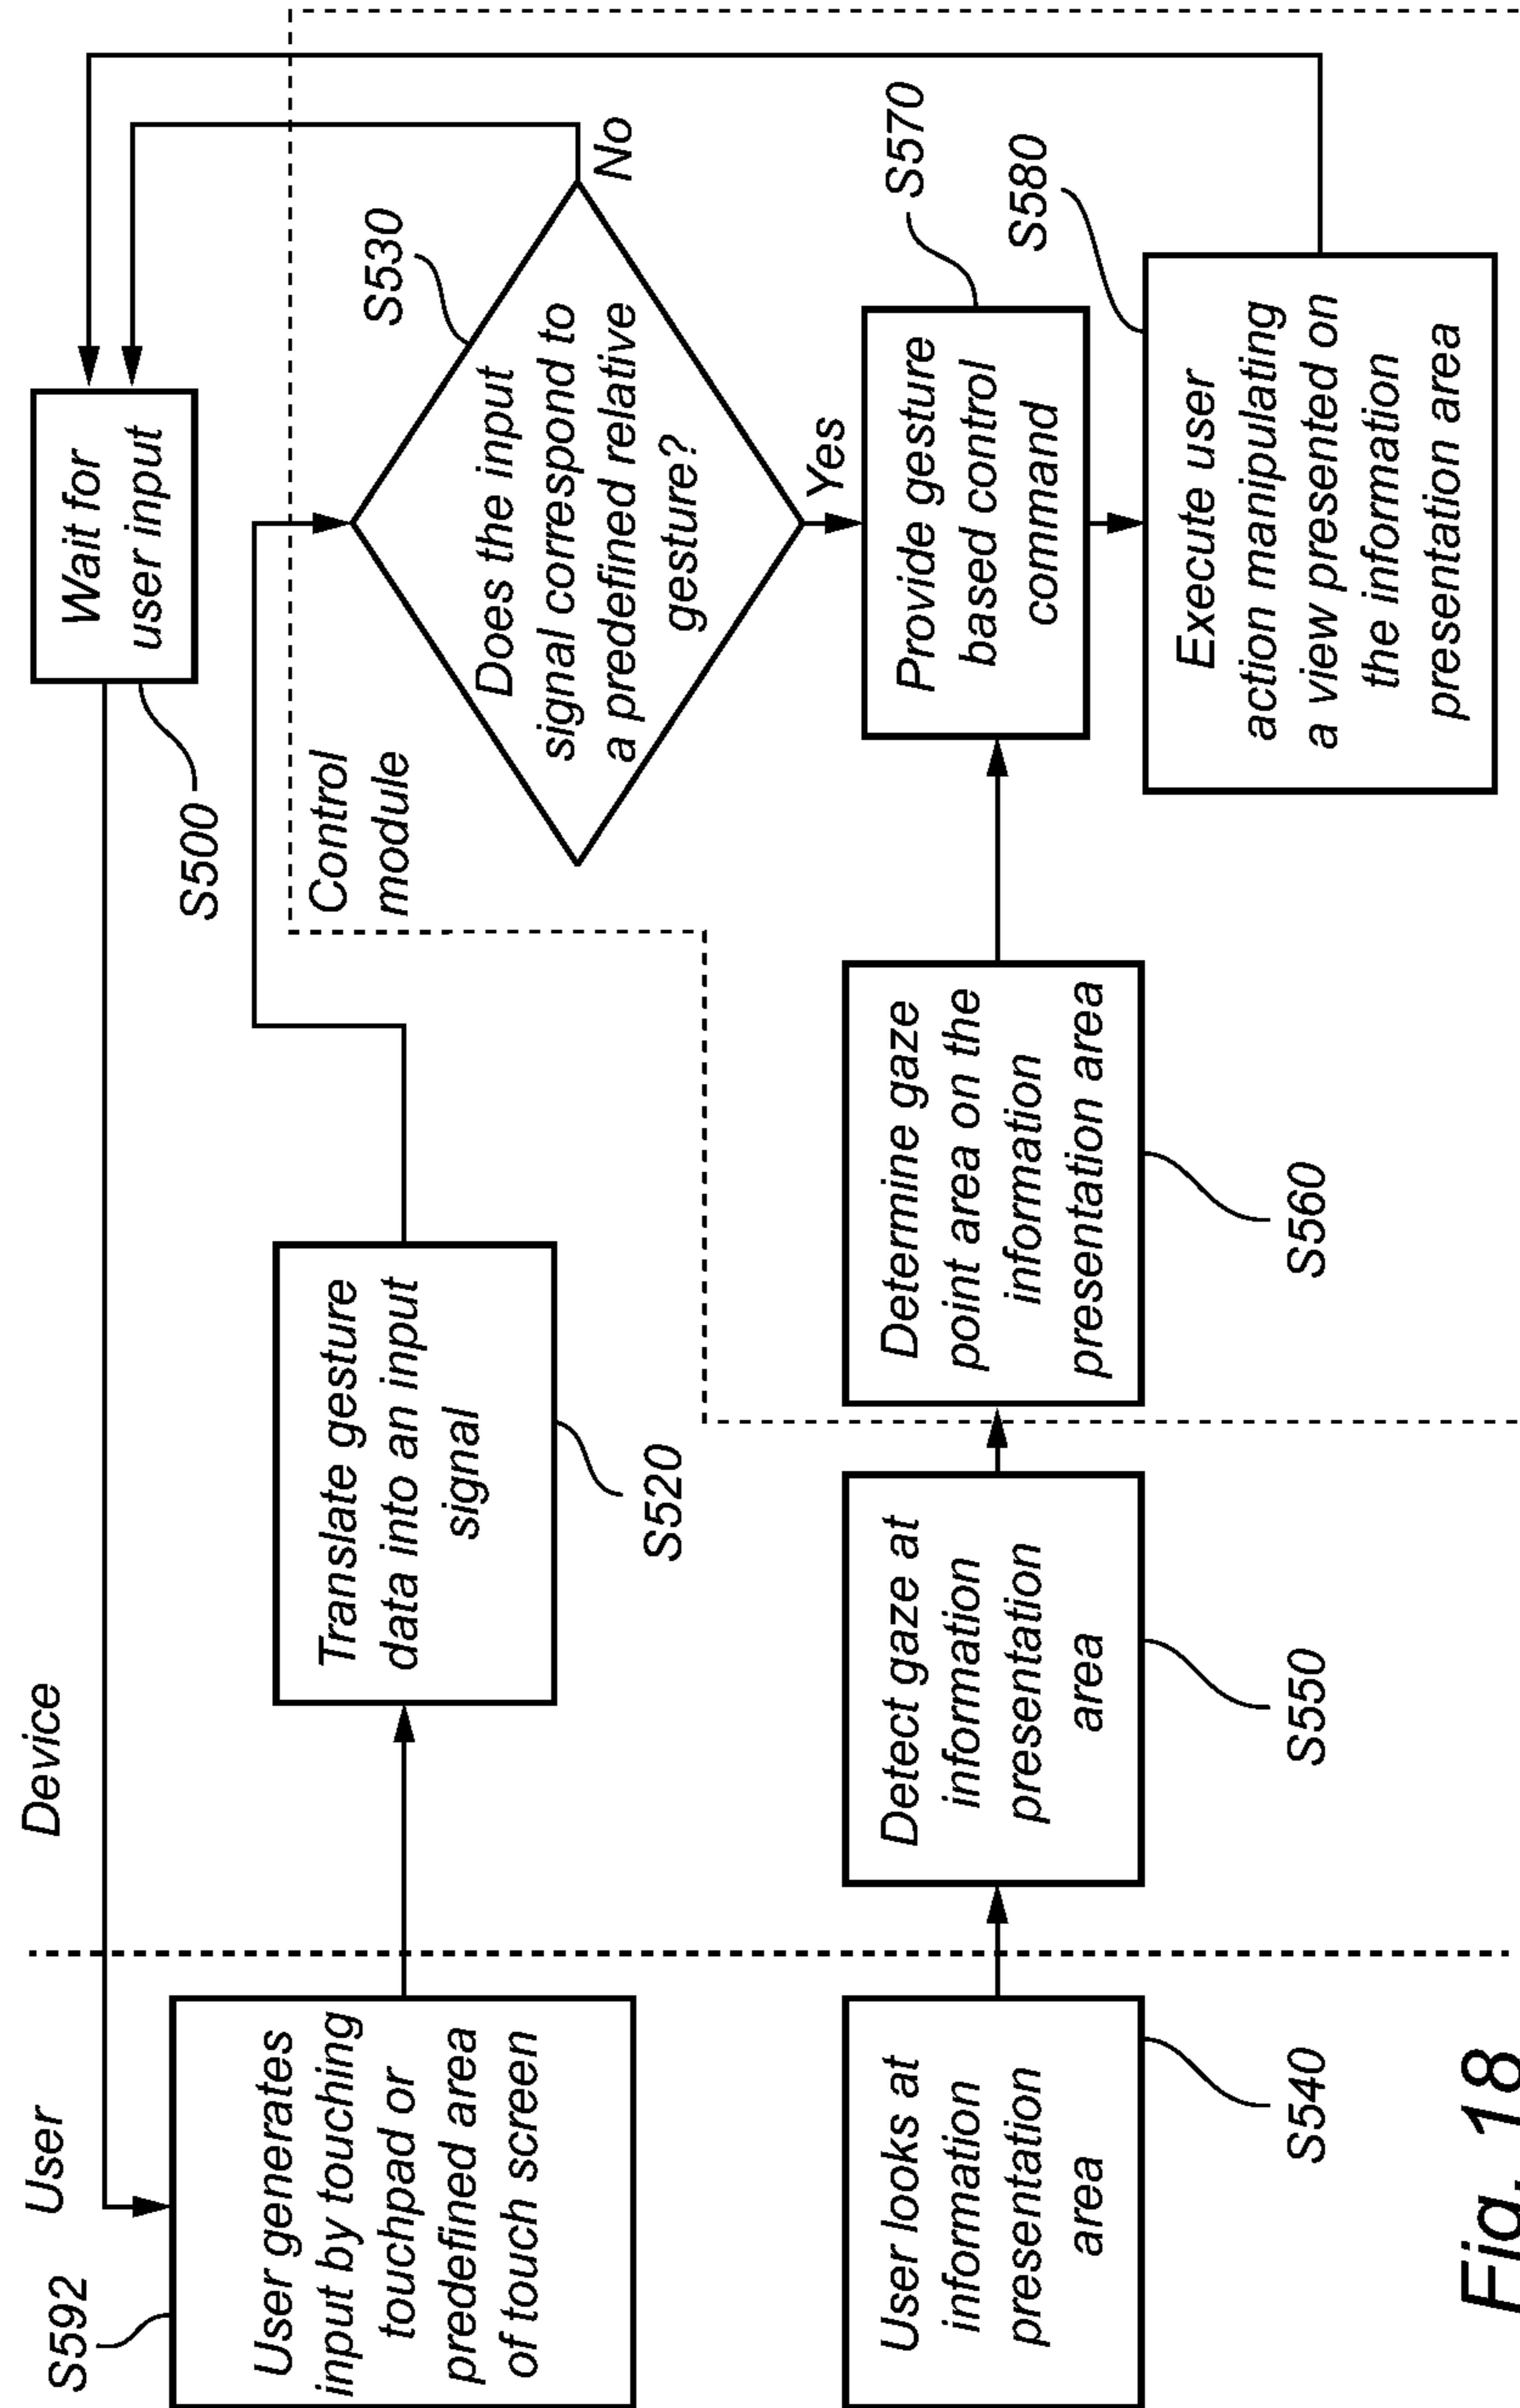 User
Device
S592
User generates
input by touching
touchpad or
predefined area
of touch screen
Translate gesture
data into an input
signal
S520
Wait for
user input
S500
Control
module
S530
Does the input
signal correspond to
a predefined relative
gesture?
No
Yes
User looks at
information
presentation
area
S540
Detect gaze at
information
presentation
area
S550
Determine gaze
point area on the
information
presentation area
S560
Provide gesture
based control
command
S570
Execute user
action manipulating
a view presented on
the information
presentation area
S580
Fig. 18